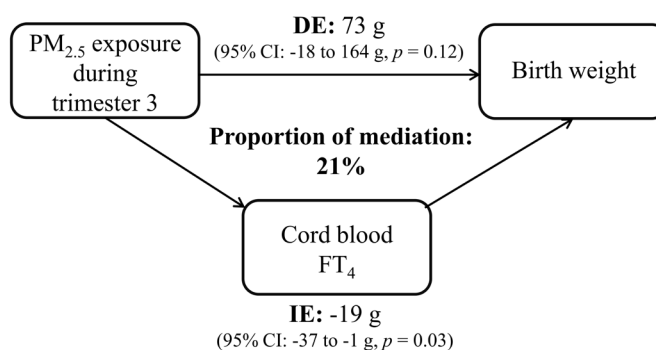 DE: 73 g
(95% CI: -18 to 164 g, p = 0.12)
PM2.5 exposure
during
trimester 3
Birth weight
Proportion of mediation:
21%
Cord blood
FT4
IE: -19 g
(95% CI: -37 to -1 g, p = 0.03)